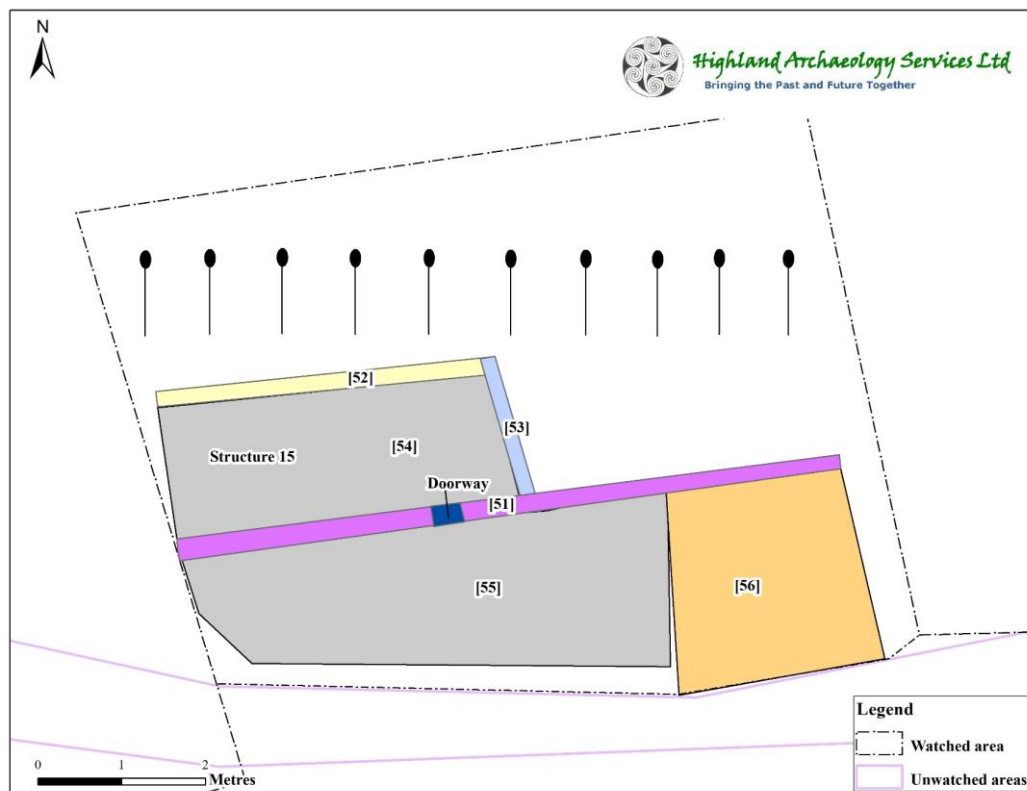 N
Highland Archaeology Services Ltd
Bringing the Past and Future Together
[52]
[53]
[54]
Structure 15
Doorway
[51]
[55]
[56]
Legend
Watched area
Unwatched areas
0 1 2
Metres